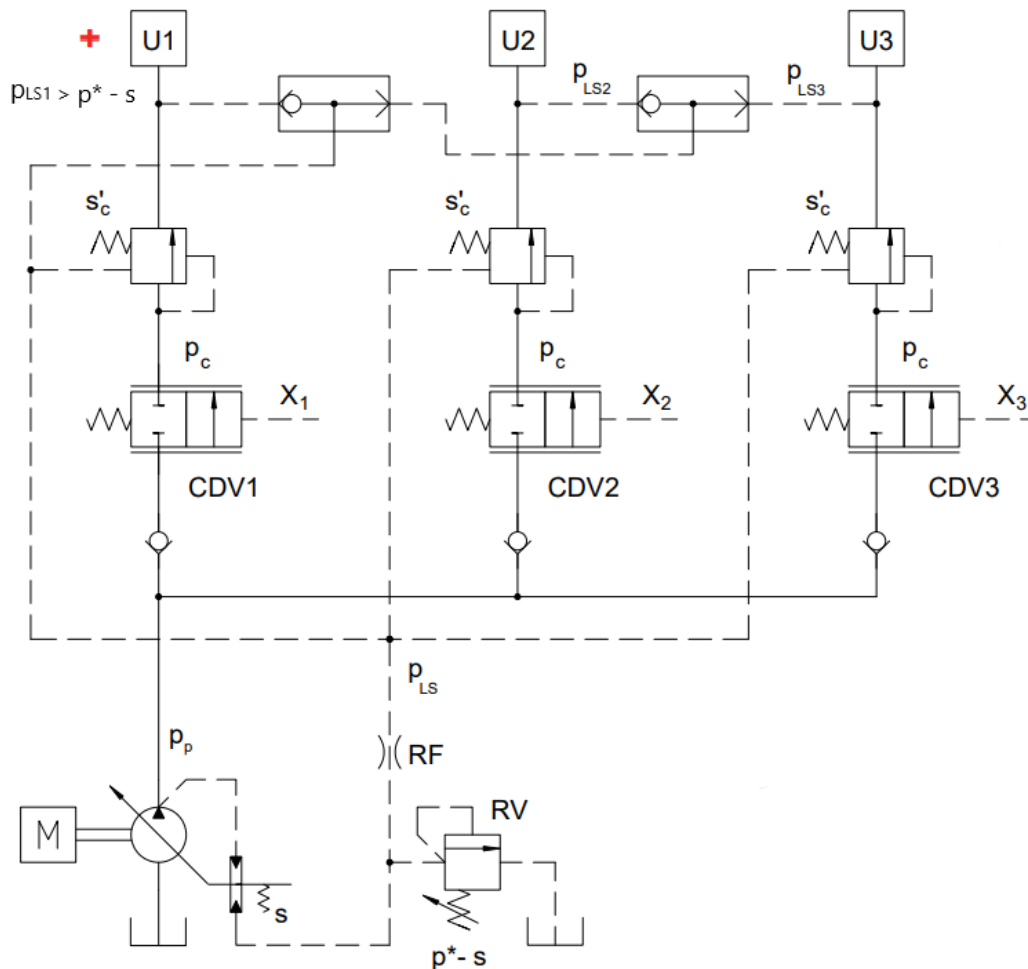 + U1 U2 U3
pLS1 > p* - s
pLS2 pLS3
s'c s'c s'c
pc pc pc
X1 X2 X3
CDV1 CDV2 CDV3
pLS
pp
RF
M
RV
s
p*- s